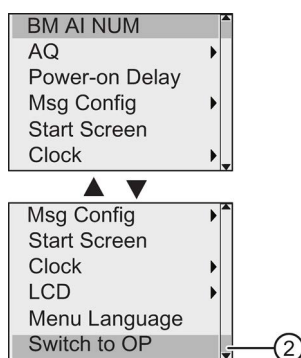 BM AI NUM
AQ
Power-on Delay
Msg Config
Start Screen
Clock
Msg Config
Start Screen
Clock
LCD
Menu Language
Switch to OP
2